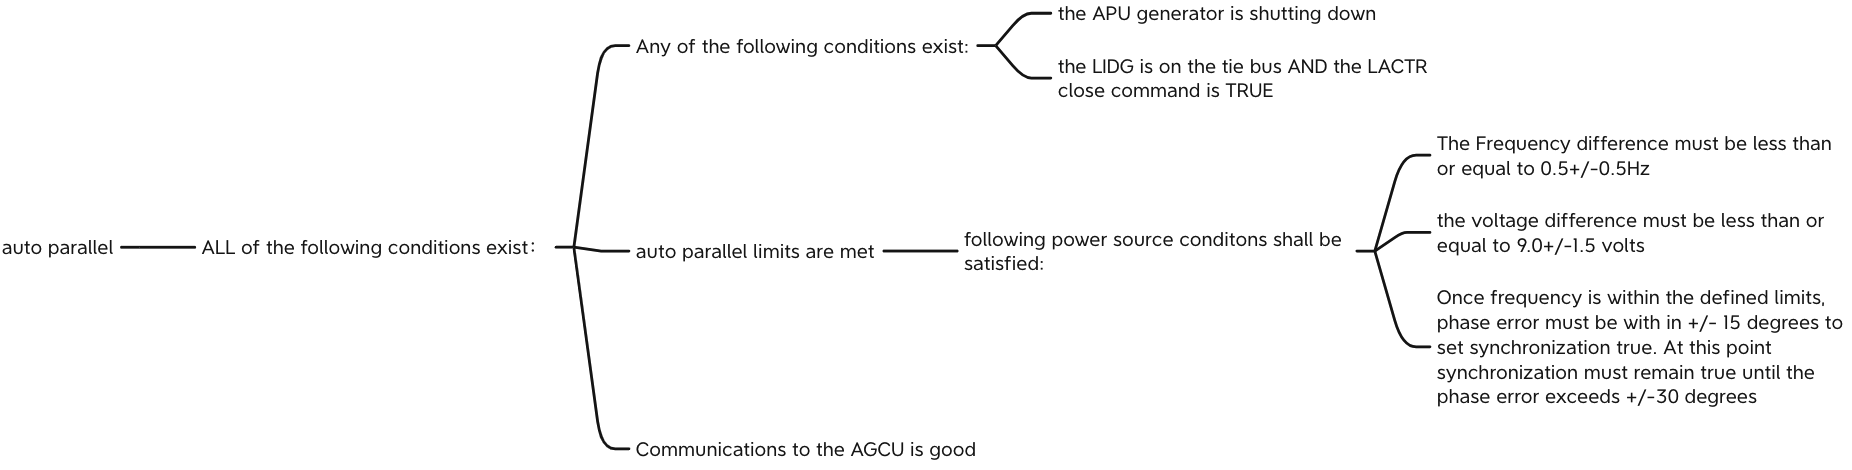 auto parallel
ALL of the following conditions exist:
Any of the following conditions exist:
the APU generator is shutting down
the LIDG is on the tie bus AND the LACTR
close command is TRUE
auto parallel limits are met
following power source conditons shall be
satisfied:
The Frequency difference must be less than
or equal to 0.5+/-0.5Hz
the voltage difference must be less than or
equal to 9.0+/-1.5 volts
Once frequency is within the defined limits,
phase error must be with in +/- 15 degrees to
set synchronization true. At this point
synchronization must remain true until the
phase error exceeds +/-30 degrees
Communications to the AGCU is good